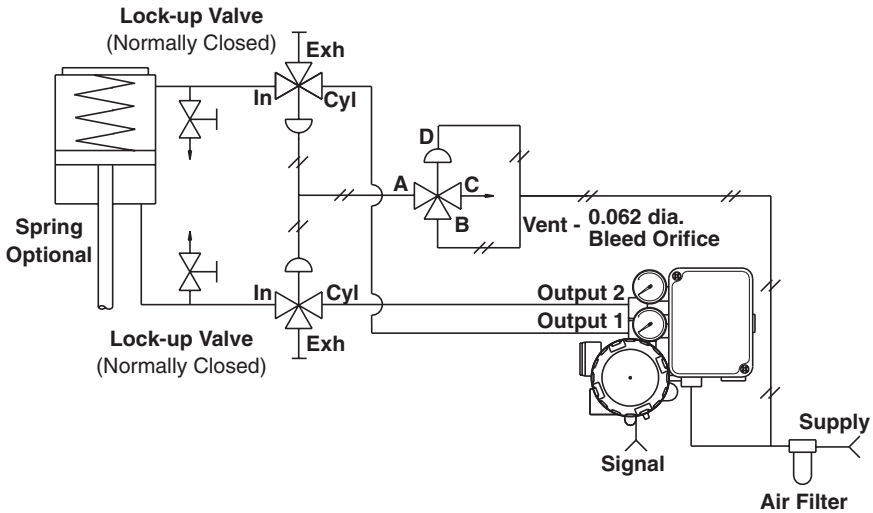 Lock-up Valve
(Normally Closed)
Exh
In
Cyl
D
A
C
B
Vent - 0.062 dia.
Bleed Orifice
Spring
Optional
In
Cyl
Exh
Output 2
Output 1
Lock-up Valve
(Normally Closed)
Supply
Signal
Air Filter